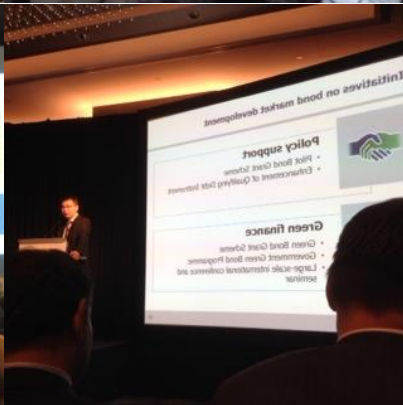 Initiatives on bond market development
Policy support
• Pilot Bond Grant Scheme
• Enhancement of Qualifying Debt Instrument
Green finance
• Green Bond Grant Scheme
• Government Green Bond Programme
• Large-scale international conference and
seminar